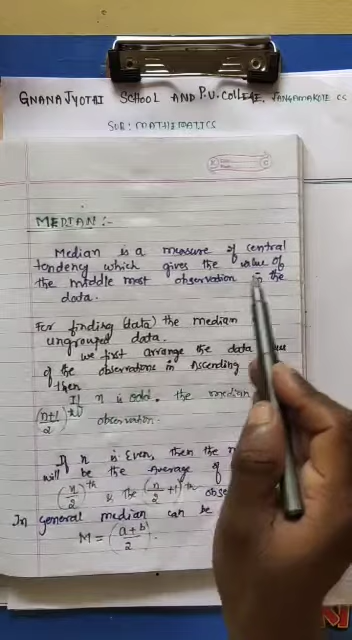 GNANAJYOTHI SCHOOL AND P.U. COLLEGE, JANGAMAKOTE CS
SUB: MATHEMATICS
MEDIAN :-
Median is a measure of central
tendency which gives the value of
the middle most observation in the
data.
For finding (data) the median
ungrouped data.
we first arrange the data
of the observations in Ascending
then
If n is odd, the median
(n+1/2)th observation.
If n is Even, then the
will be the Average of
(n/2)th & the (n/2 + 1)th
In general median can be
M = (a+b/2).